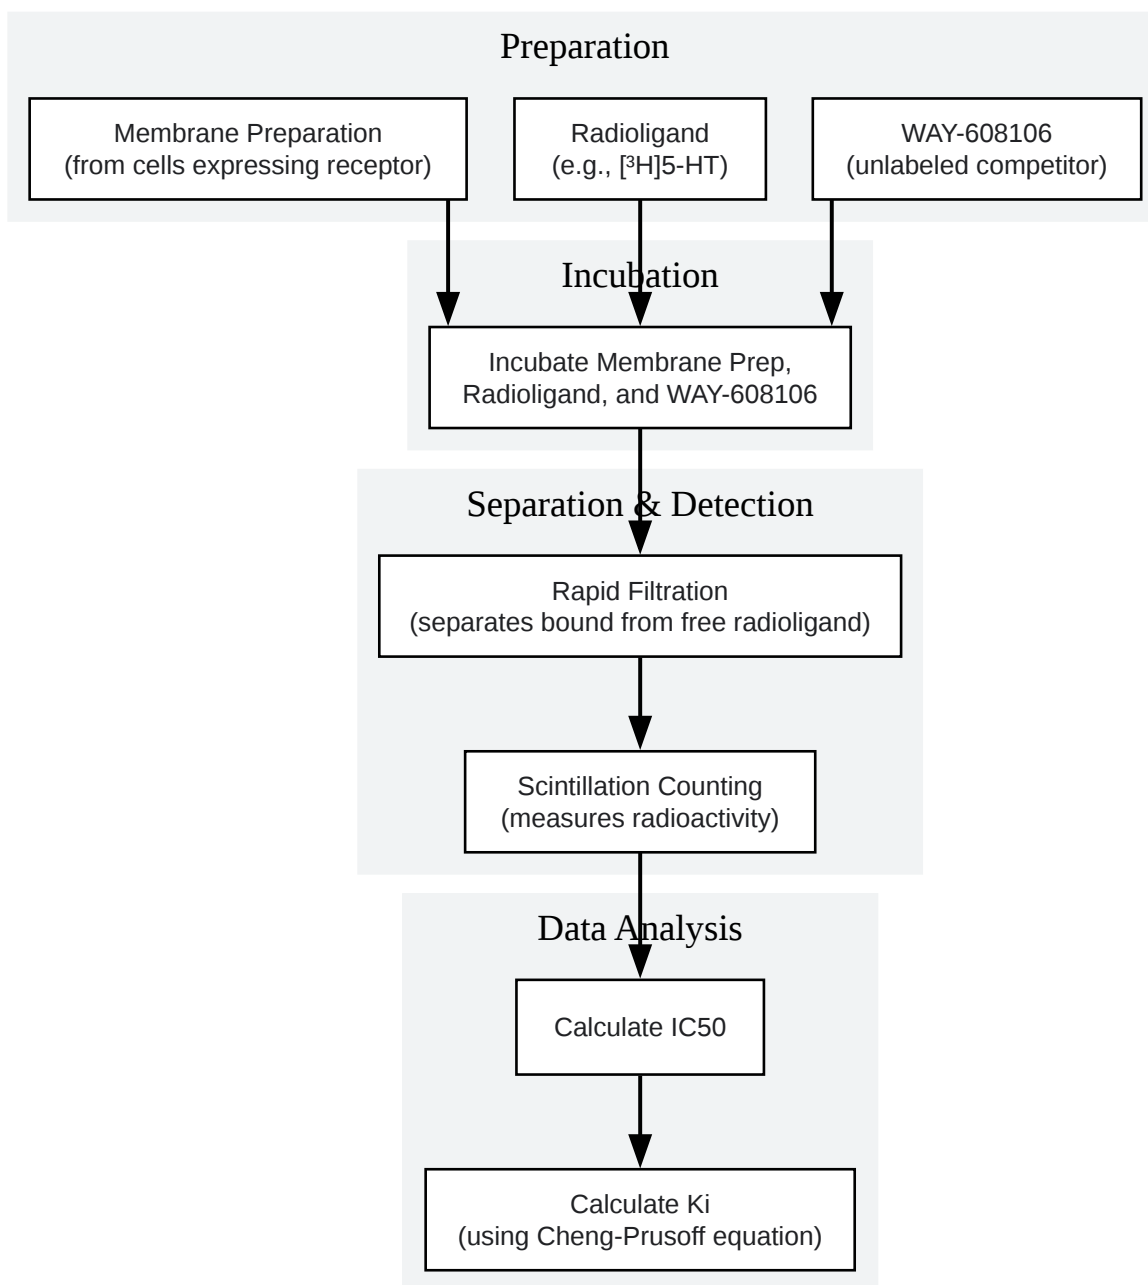 Preparation
Membrane Preparation
(from cells expressing receptor)
Radioligand
(e.g., [³H]5-HT)
WAY-608106
(unlabeled competitor)
Incubation
Incubate Membrane Prep,
Radioligand, and WAY-608106
Separation & Detection
Rapid Filtration
(separates bound from free radioligand)
Scintillation Counting
(measures radioactivity)
Data Analysis
Calculate IC50
Calculate Ki
(using Cheng-Prusoff equation)